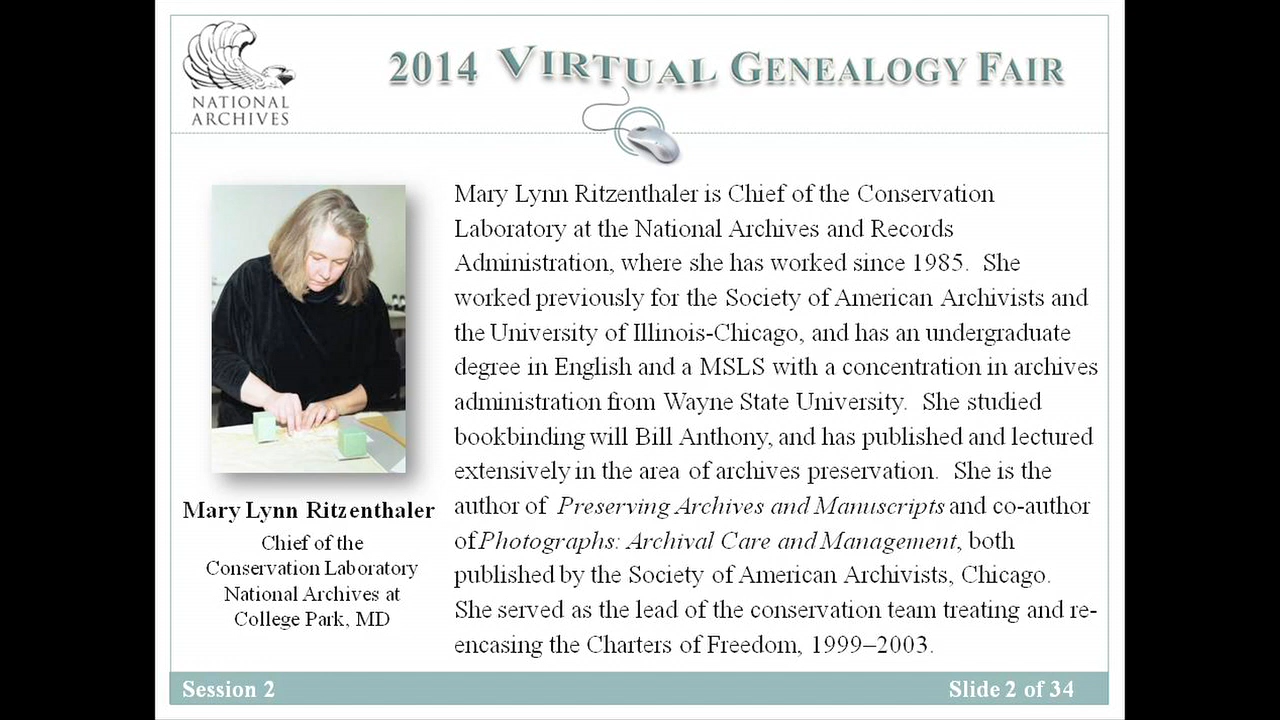 NATIONAL
ARCHIVES
2014 VIRTUAL GENEALOGY FAIR
Mary Lynn Ritzenthaler
Chief of the
Conservation Laboratory
National Archives at
College Park, MD
Mary Lynn Ritzenthaler is Chief of the Conservation
Laboratory at the National Archives and Records
Administration, where she has worked since 1985. She
worked previously for the Society of American Archivists and
the University of Illinois-Chicago, and has an undergraduate
degree in English and a MSLS with a concentration in archives
administration from Wayne State University. She studied
bookbinding will Bill Anthony, and has published and lectured
extensively in the area of archives preservation. She is the
author of Preserving Archives and Manuscripts and co-author
of Photographs: Archival Care and Management, both
published by the Society of American Archivists, Chicago.
She served as the lead of the conservation team treating and re-
encasing the Charters of Freedom, 1999–2003.
Session 2
Slide 2 of 34